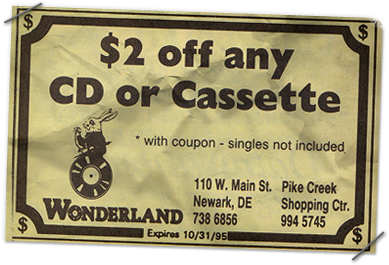 $ $
$2 off any
CD or Cassette
* with coupon - singles not included
110 W. Main St. Pike Creek
Newark, DE Shopping Ctr.
WONDERLAND 738 6856 994 5745
$ Expires 10/31/95 $